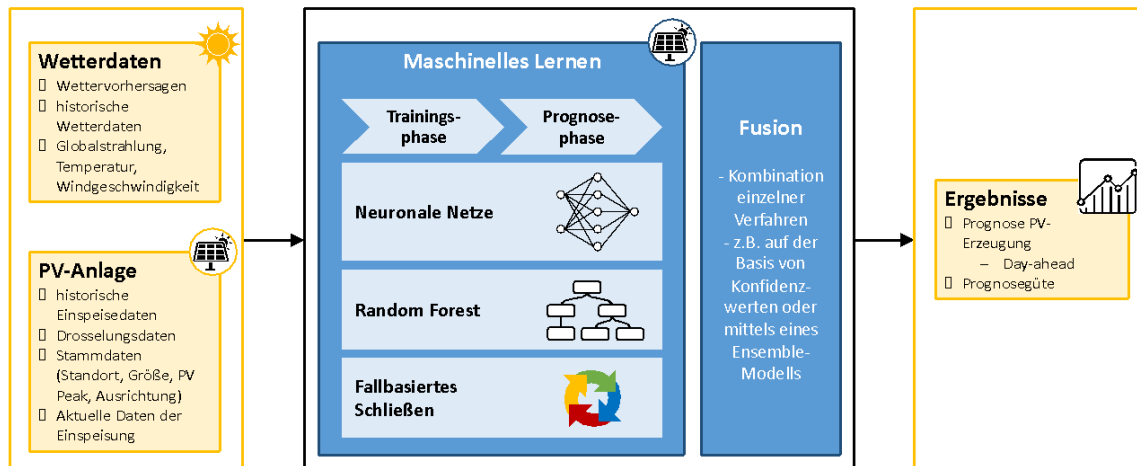 Wetterdaten
Wettervorhersagen
historische
Wetterdaten
Globalstrahlung,
Temperatur,
Windgeschwindigkeit
PV-Anlage
historische
Einspeisedaten
Drosselungsdaten
Stammdaten
(Standort, Größe, PV
Peak, Ausrichtung)
Aktuelle Daten der
Einspeisung
Maschinelles Lernen
Trainings-
phase
Prognose-
phase
Neuronale Netze
Random Forest
Fallbasiertes
Schließen
Fusion
- Kombination
einzelner
Verfahren
- z.B. auf der
Basis von
Konfidenz-
werten oder
mittels eines
Ensemble-
Modells
Ergebnisse
Prognose PV-
Erzeugung
– Day-ahead
Prognosegüte